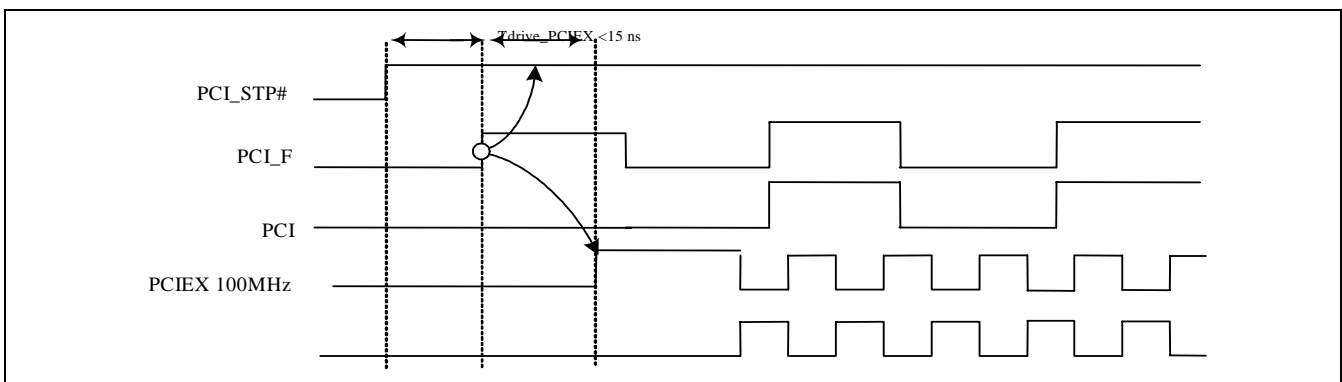 Tdrive_PCIEX <15 ns
PCI_STP#
PCI_F
PCI
PCIEX 100MHz